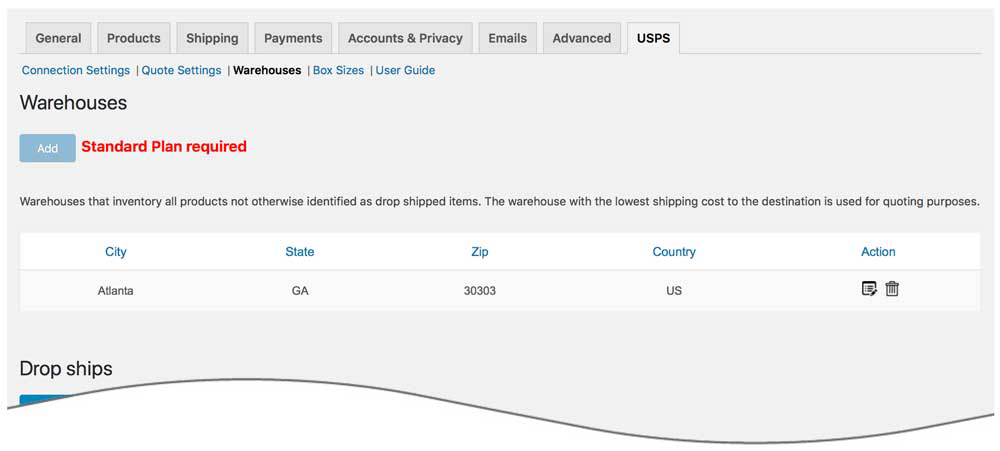 General Products Shipping Payments Accounts & Privacy Emails Advanced USPS
Connection Settings | Quote Settings | Warehouses | Box Sizes | User Guide
Warehouses
Add Standard Plan required
Warehouses that inventory all products not otherwise identified as drop shipped items. The warehouse with the lowest shipping cost to the destination is used for quoting purposes.
City State Zip Country Action
Atlanta GA 30303 US
Drop ships